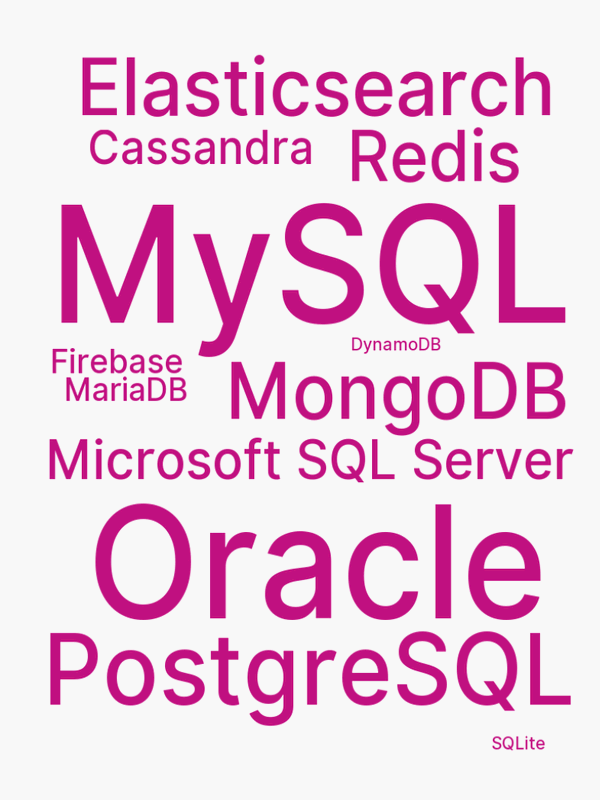 Elasticsearch
Cassandra
Redis
MySQL
DynamoDB
Firebase
MariaDB
MongoDB
Microsoft SQL Server
Oracle
PostgreSQL
SQLite